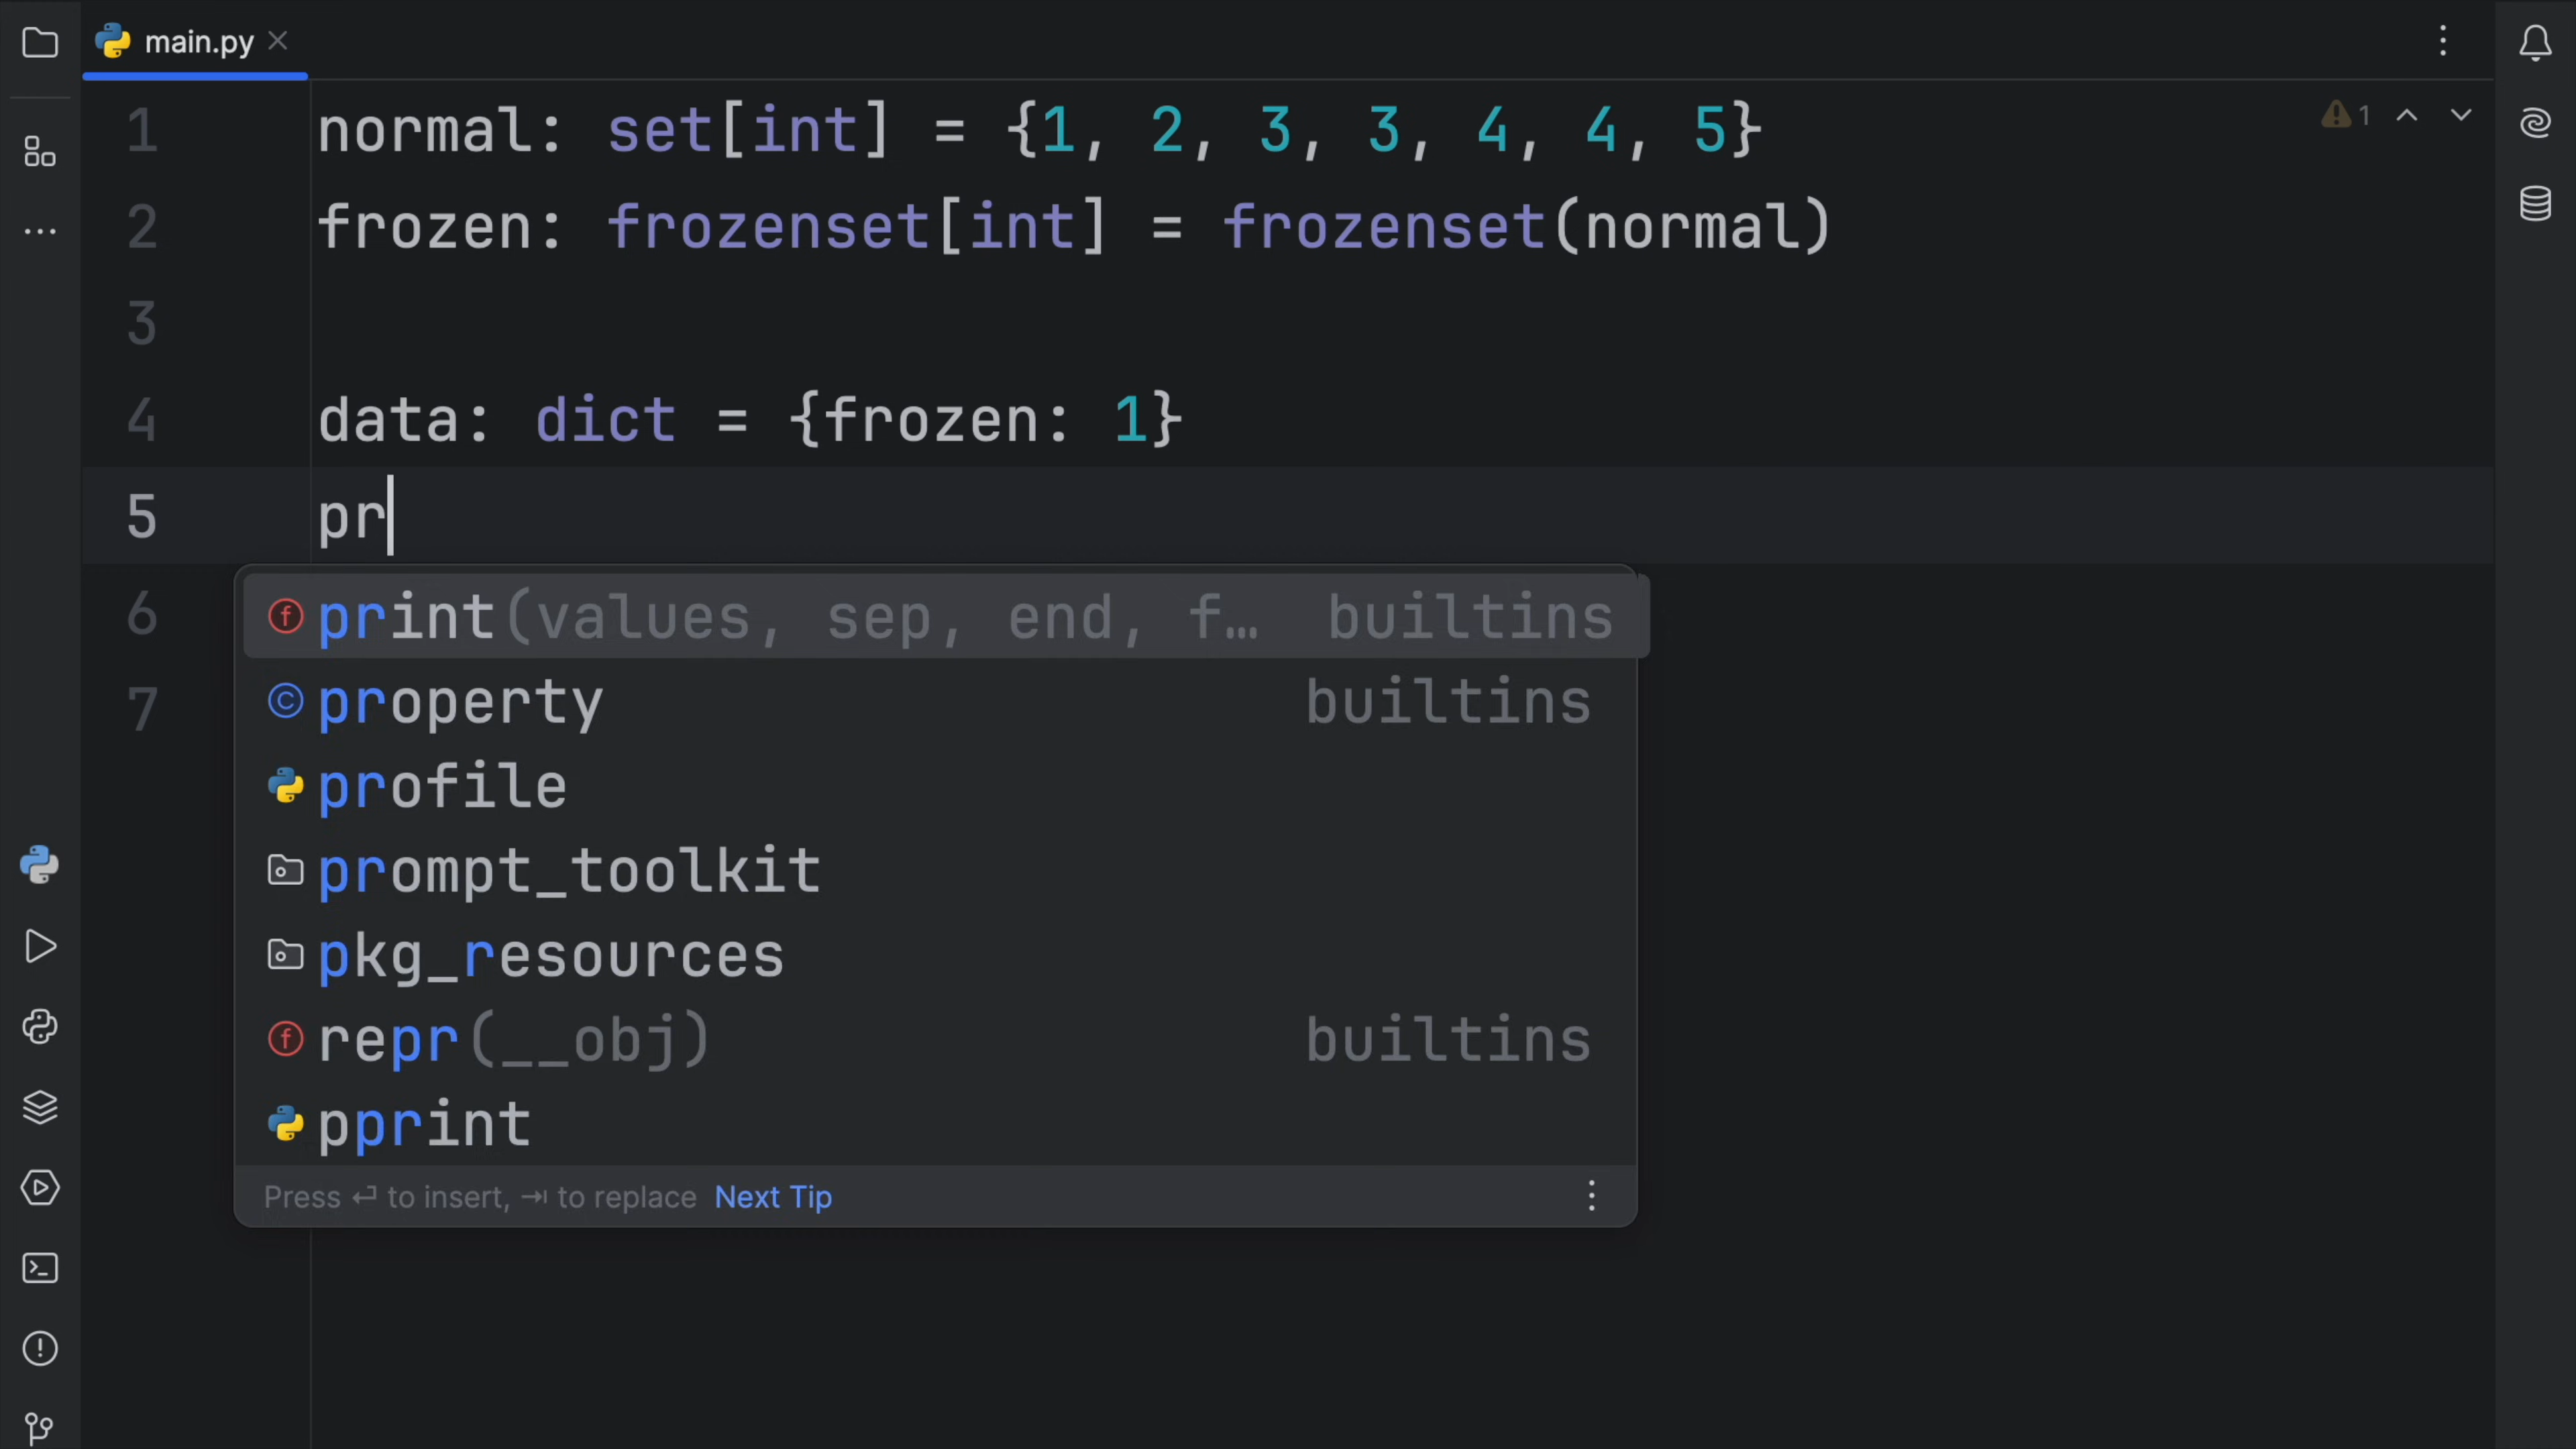 main.py
1 normal: set[int] = {1, 2, 3, 3, 4, 4, 5}
1
2 frozen: frozenset[int] = frozenset(normal)
3
4 data: dict = {frozen: 1}
5 pr
6
7
print(values, sep, end, f… builtins
property builtins
profile
prompt_toolkit
pkg_resources
repr(__obj) builtins
pprint
Press ↵ to insert, ⇥ to replace Next Tip